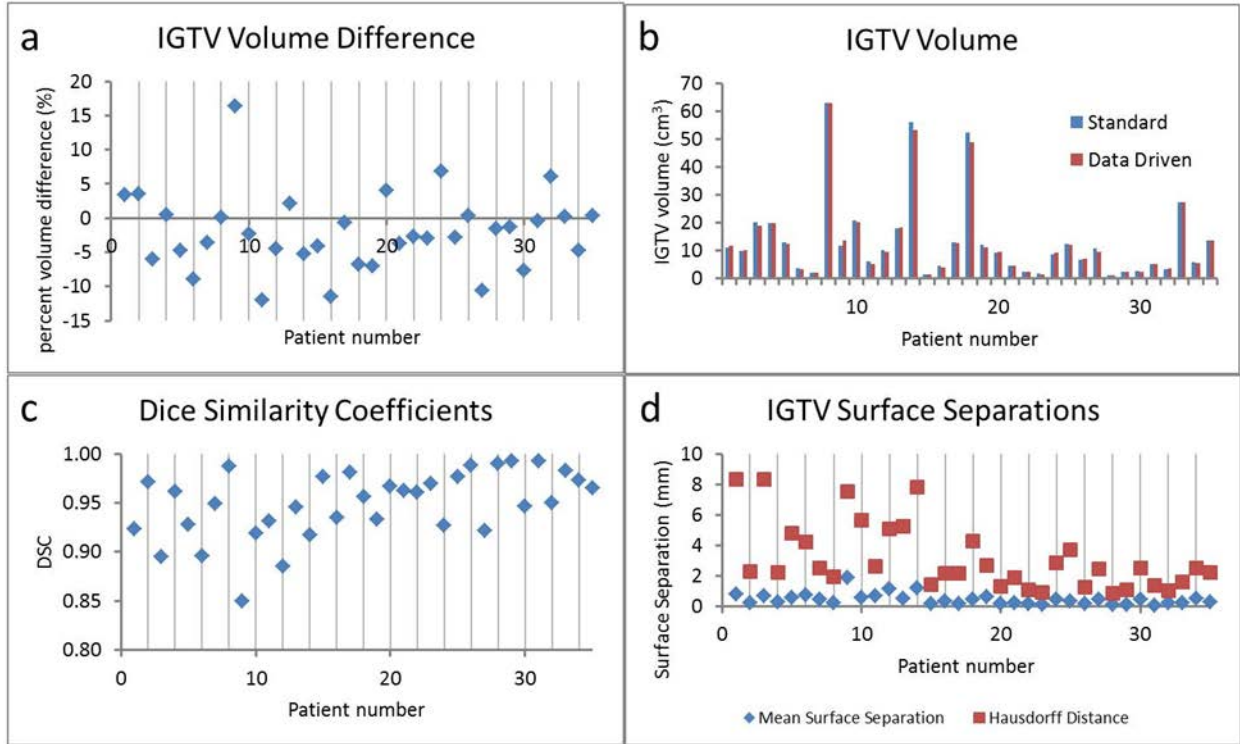 a
IGTV Volume Difference
percent volume difference (%)
20
15
10
5
0
-5
-10
-15
0
10
20
30
Patient number
b
IGTV Volume
IGTV volume (cm³)
70
60
50
40
30
20
10
0
Standard
Data Driven
10
20
30
Patient number
c
Dice Similarity Coefficients
DSC
1.00
0.95
0.90
0.85
0.80
0
10
20
30
Patient number
d
IGTV Surface Separations
Surface Separation (mm)
10
8
6
4
2
0
0
10
20
30
Patient number
Mean Surface Separation
Hausdorff Distance